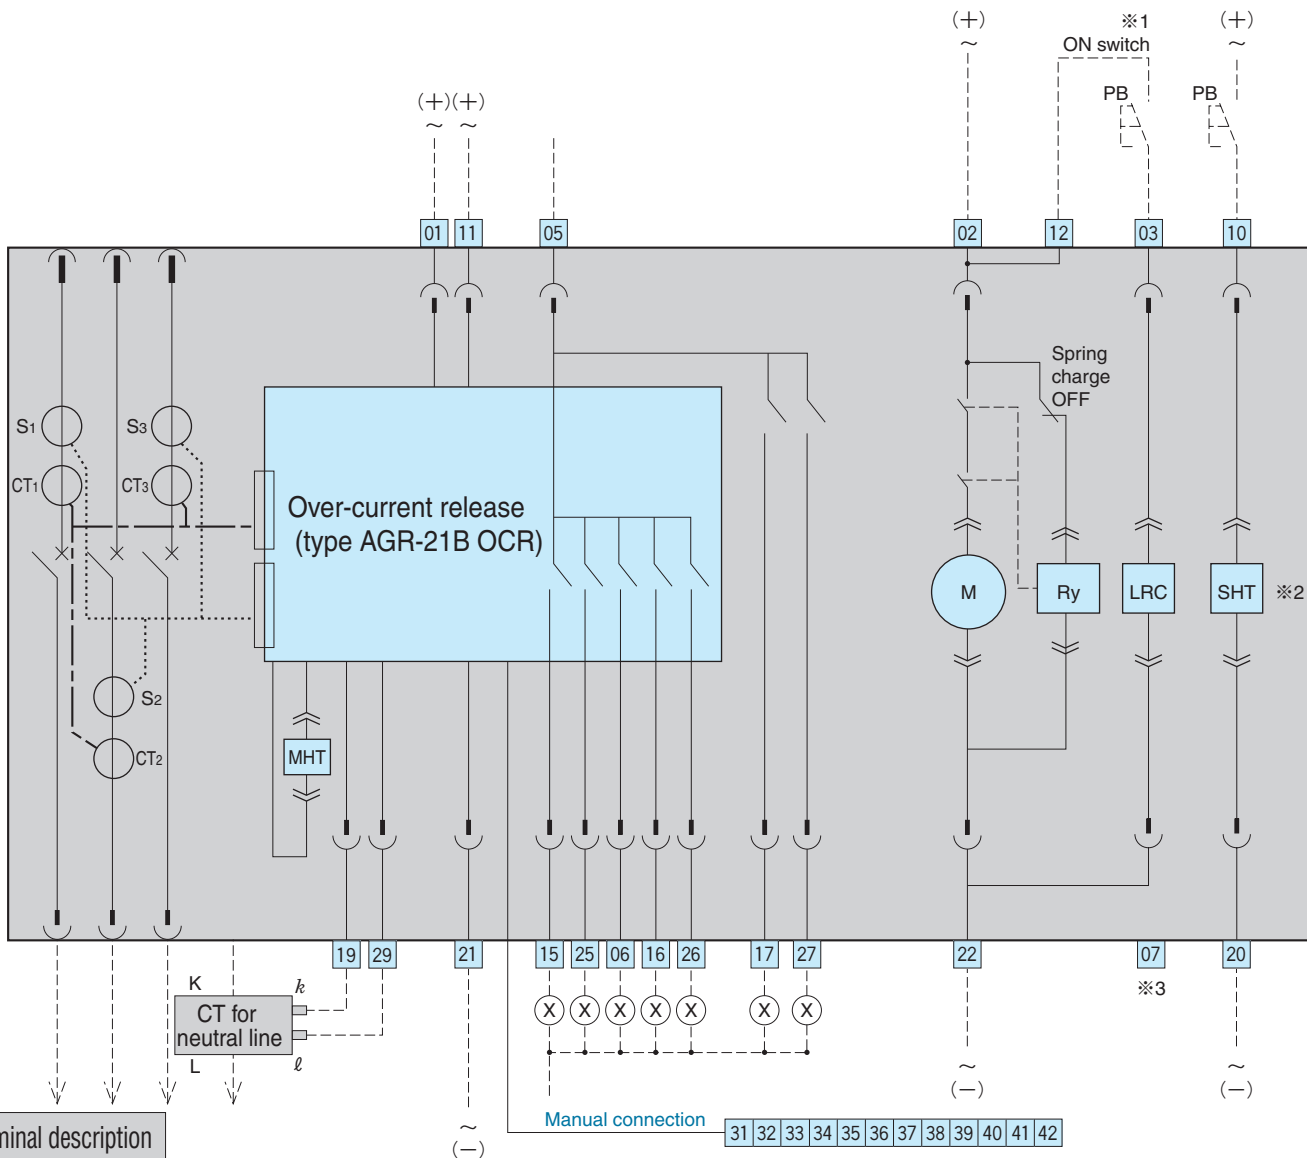 (+)
~
※1
ON switch
(+)
~
PB
PB
(+) (+)
~ ~
01 11 05 02 12 03 10
Spring
charge
OFF
S1
S3
CT1
CT3
Over-current release
(type AGR-21B OCR)
M
Ry
LRC
SHT
※2
S2
CT2
MHT
19 29 21 15 25 06 16 26 17 27 22 07 20
※3
K
k
CT for
neutral line
L
ℓ
X X X X X X X
~
(−)
~
(−)
~
(−)
Manual connection
31 32 33 34 35 36 37 38 39 40 41 42
minal description